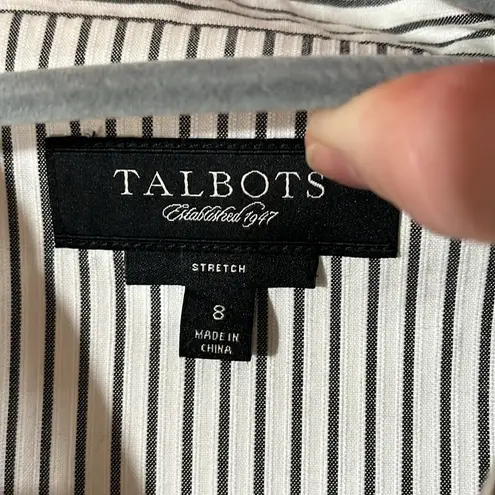 TALBOTS
Established 1947
STRETCH
8
MADE IN
CHINA